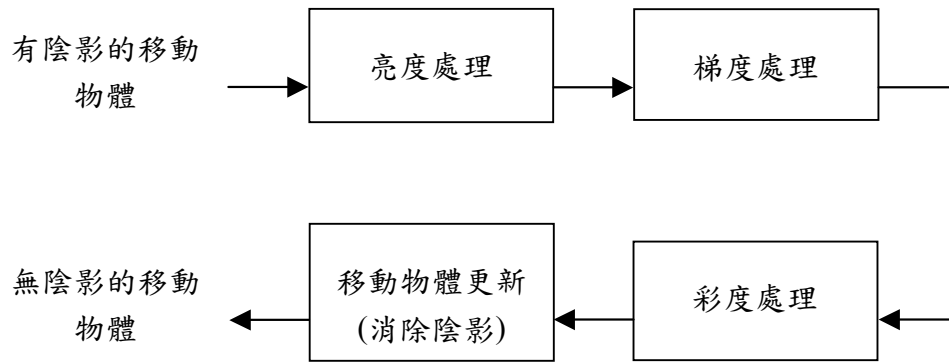 有陰影的移動
物體
亮度處理
梯度處理
無陰影的移動
物體
移動物體更新
(消除陰影)
彩度處理